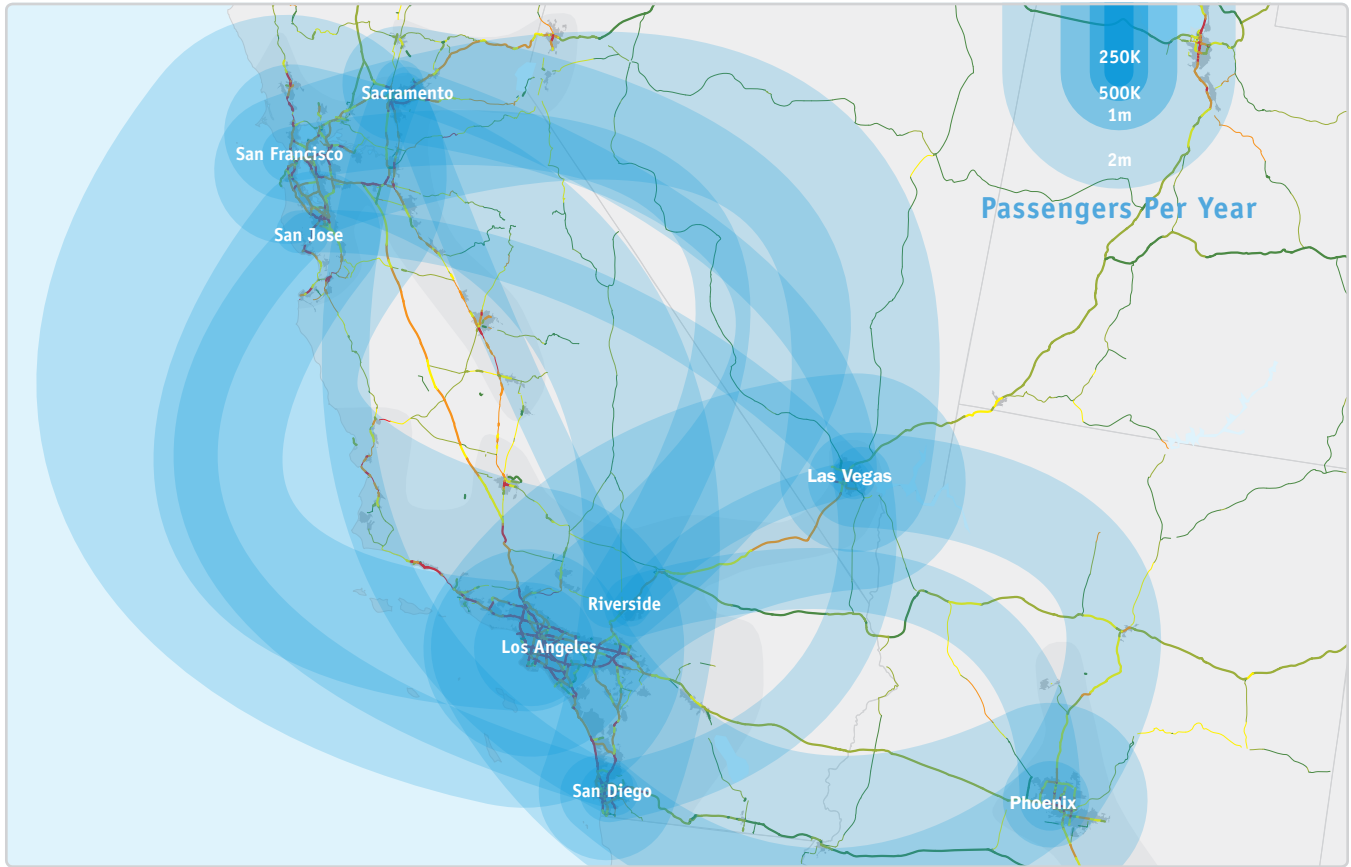 250K
Sacramento
500K
1m
San Francisco
2m
Passengers Per Year
San Jose
Las Vegas
Riverside
Los Angeles
San Diego
Phoenix